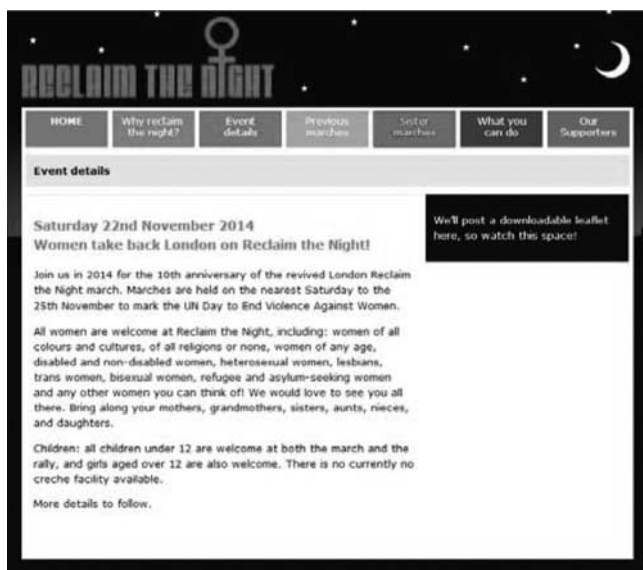 RECLAIM THE NIGHT
HOME
Why reclaim
the night?
Event
details
Previous
marches
Sister
marches
What you
can do
Our
Supporters
Event details
Saturday 22nd November 2014
Women take back London on Reclaim the Night!
Join us in 2014 for the 10th anniversary of the revived London Reclaim
the Night march. Marches are held on the nearest Saturday to the
25th November to mark the UN Day to End Violence Against Women.
All women are welcome at Reclaim the Night, including: women of all
colours and cultures, of all religions or none, women of any age,
disabled and non-disabled women, heterosexual women, lesbians,
trans women, bisexual women, refugee and asylum-seeking women
and any other women you can think of! We would love to see you all
there. Bring along your mothers, grandmothers, sisters, aunts, nieces,
and daughters.
Children: all children under 12 are welcome at both the march and the
rally, and girls aged over 12 are also welcome. There is no currently no
creche facility available.
More details to follow.
We'll post a downloadable leaflet
here, so watch this space!